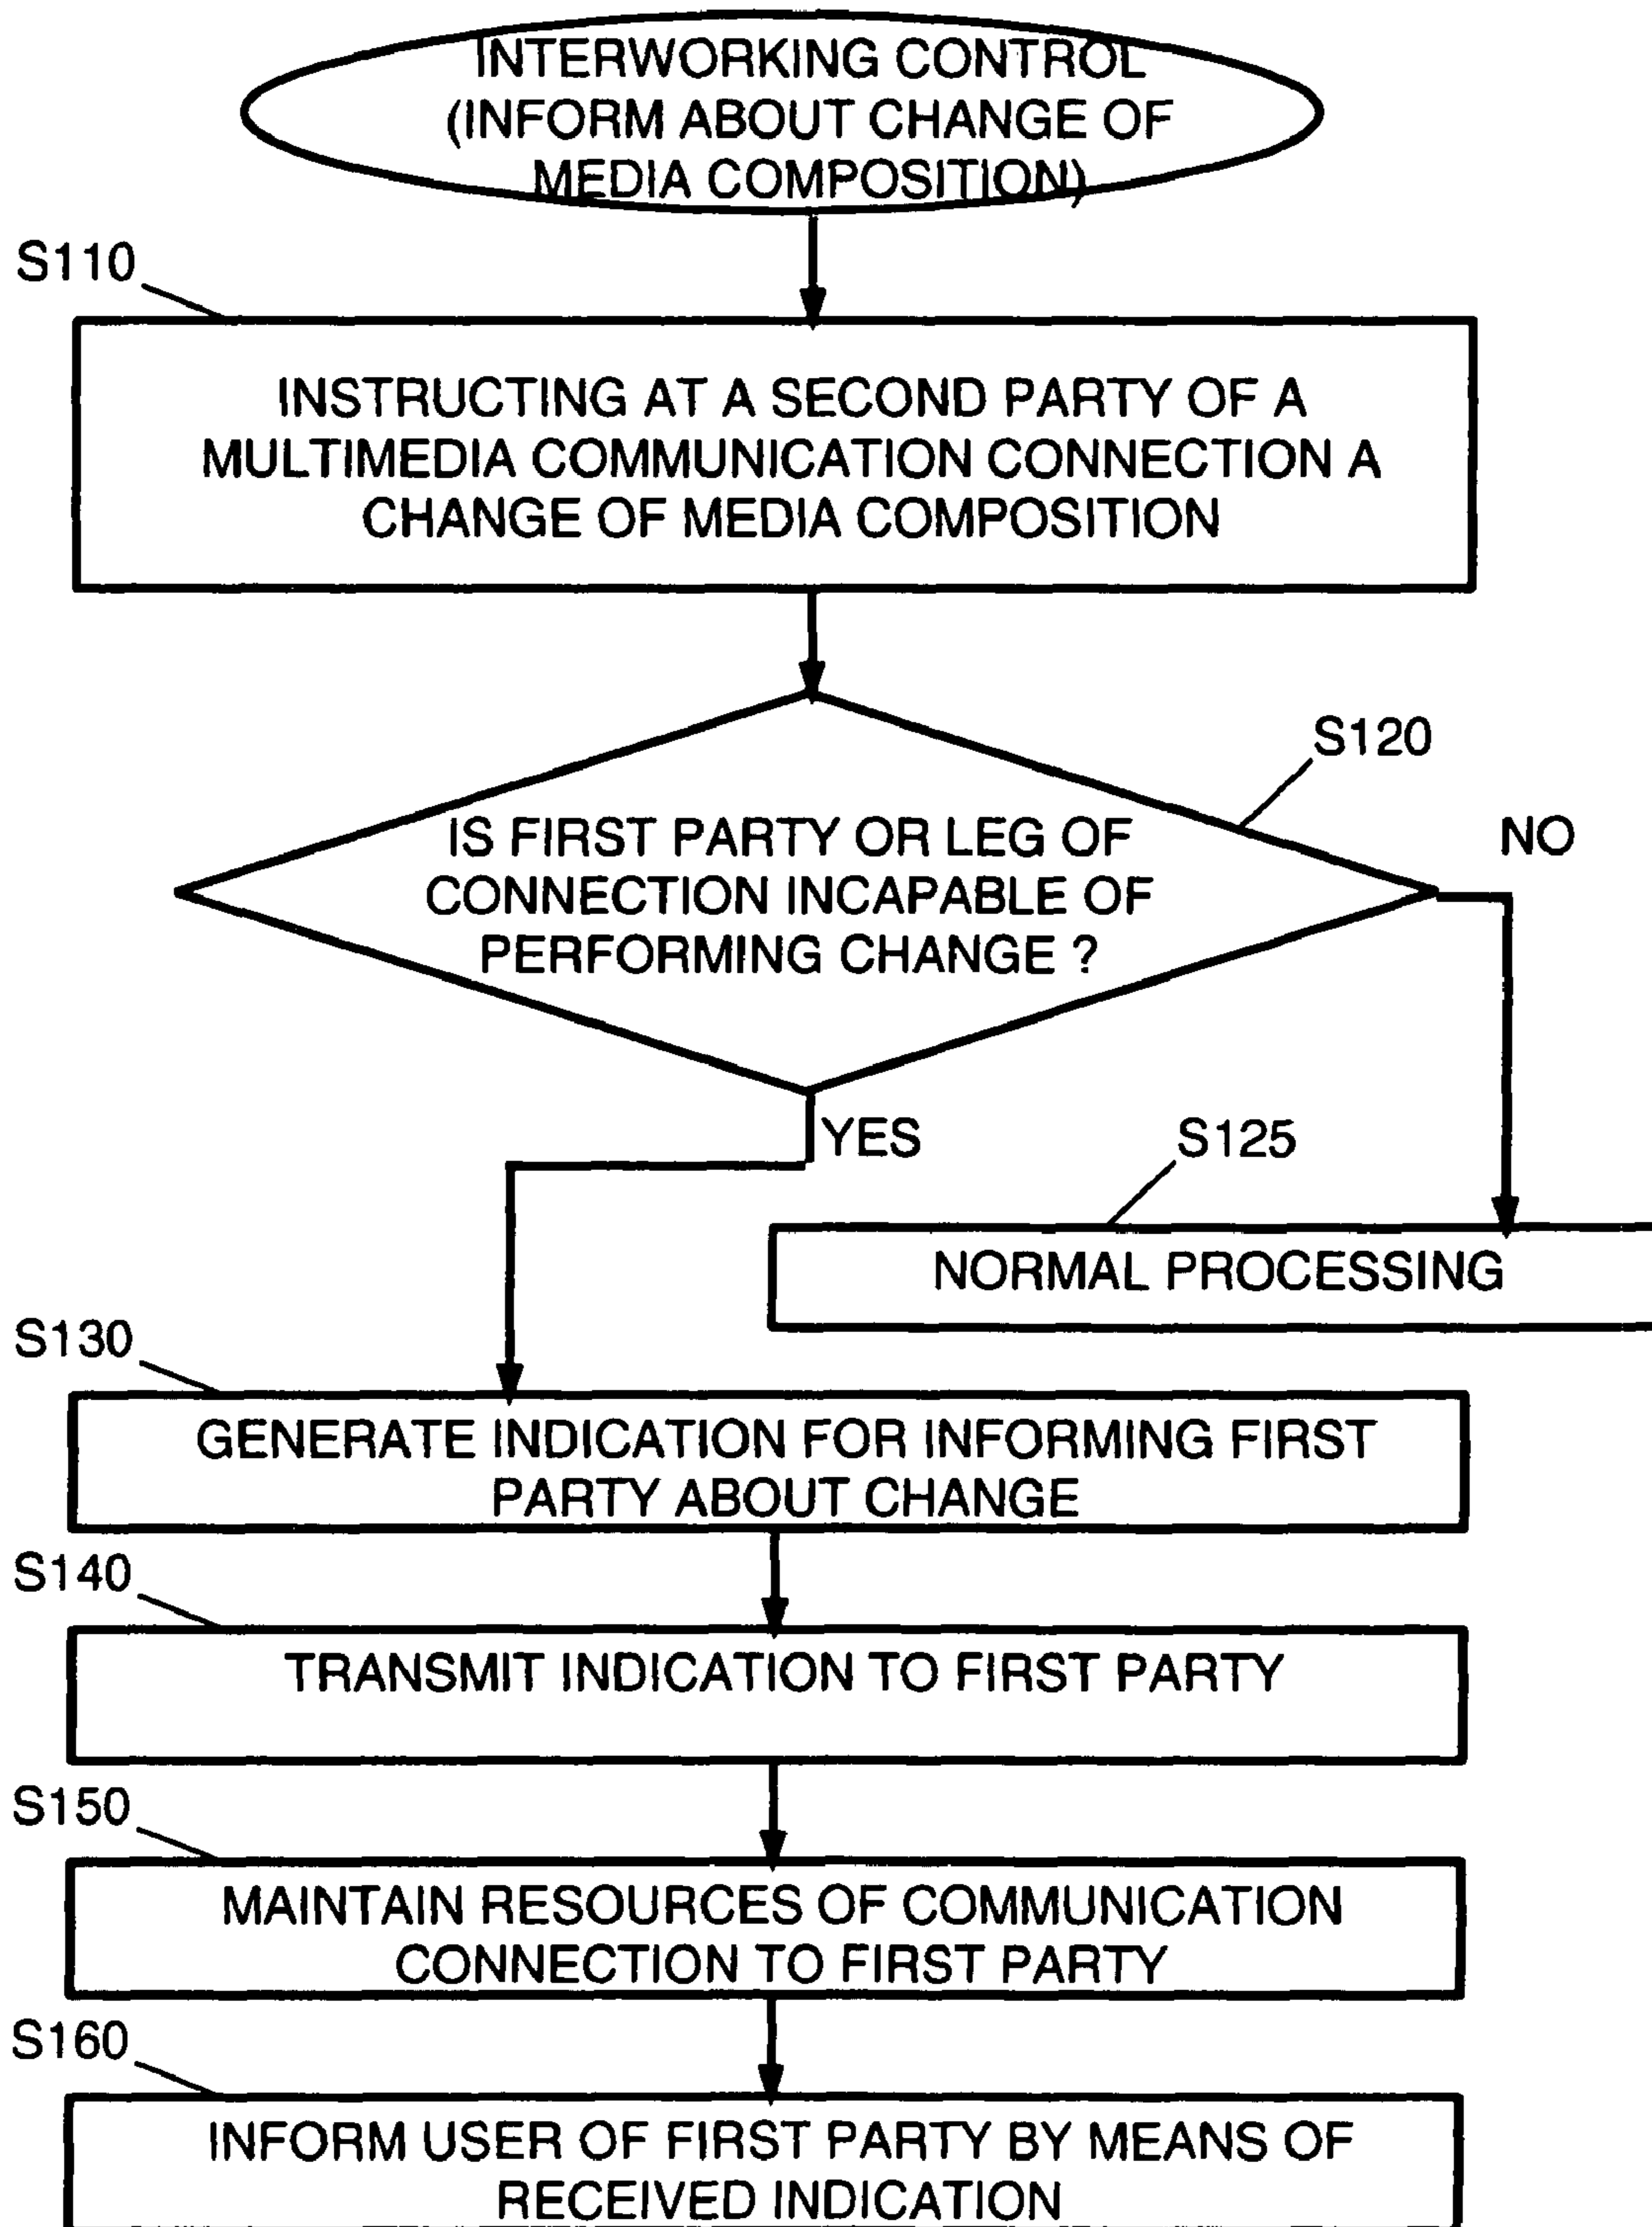 INTERWORKING CONTROL
(INFORM ABOUT CHANGE OF
MEDIA COMPOSITION)
S110
INSTRUCTING AT A SECOND PARTY OF A
MULTIMEDIA COMMUNICATION CONNECTION A
CHANGE OF MEDIA COMPOSITION
S120
IS FIRST PARTY OR LEG OF
CONNECTION INCAPABLE OF
PERFORMING CHANGE ?
NO
YES
S125
NORMAL PROCESSING
S130
GENERATE INDICATION FOR INFORMING FIRST
PARTY ABOUT CHANGE
S140
TRANSMIT INDICATION TO FIRST PARTY
S150
MAINTAIN RESOURCES OF COMMUNICATION
CONNECTION TO FIRST PARTY
S160
INFORM USER OF FIRST PARTY BY MEANS OF
RECEIVED INDICATION